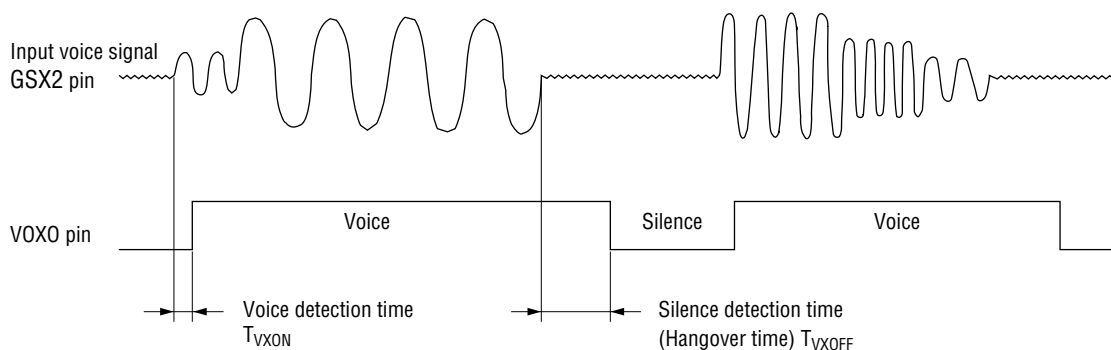 Input voice signal
GSX2 pin
VOXO pin
Voice
Silence
Voice
Voice detection time
TVXON
Silence detection time
(Hangover time) TVXOFF